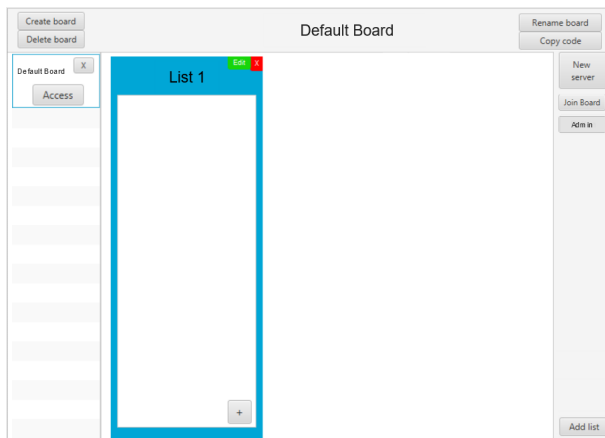 Create board
Delete board
Default Board
Rename board
Copy code
Default Board
X
Access
Edit
X
List 1
+
New
server
Join Board
Admin
Add list